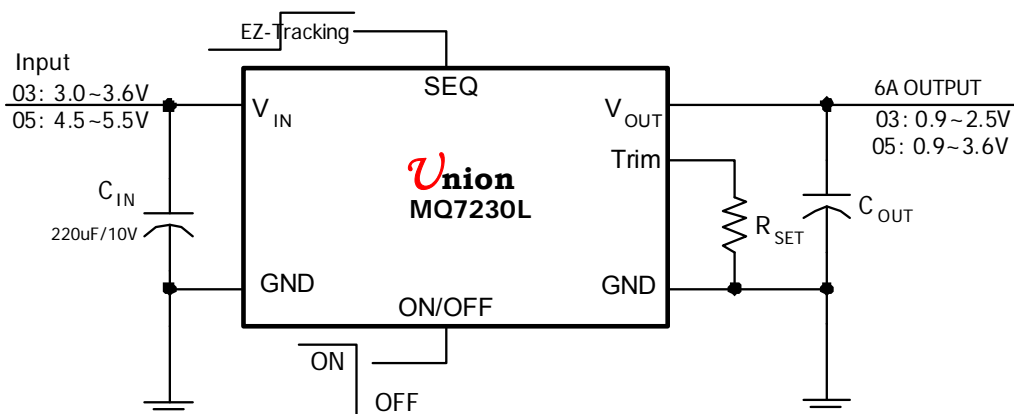 EZ-Tracking
Input
03: 3.0~3.6V
05: 4.5~5.5V
SEQ
VIN
VOUT
6A OUTPUT
03: 0.9~2.5V
05: 0.9~3.6V
Trim
Union
MQ7230L
CIN
220uF/10V
RSET
COUT
GND
GND
ON/OFF
ON
OFF